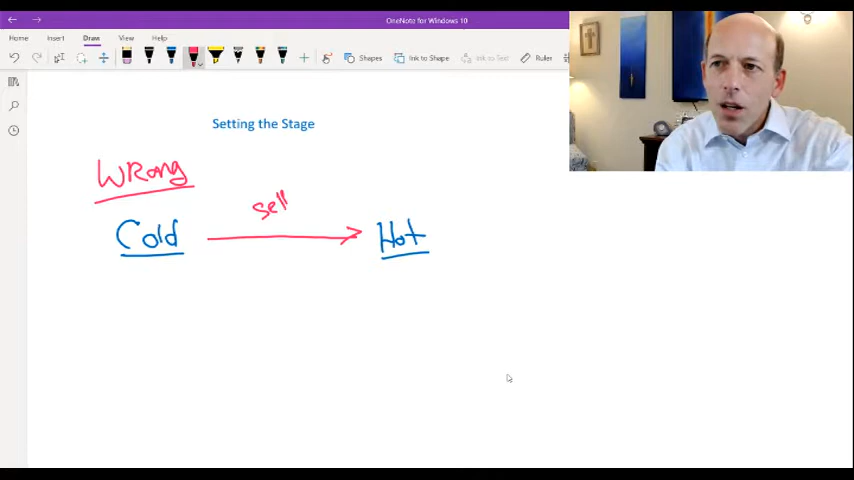 OneNote for Windows 10
Home Insert Draw View Help
Shapes Ink to Shape Ink to Text Ruler
Setting the Stage
Wrong
sell
Cold Hot